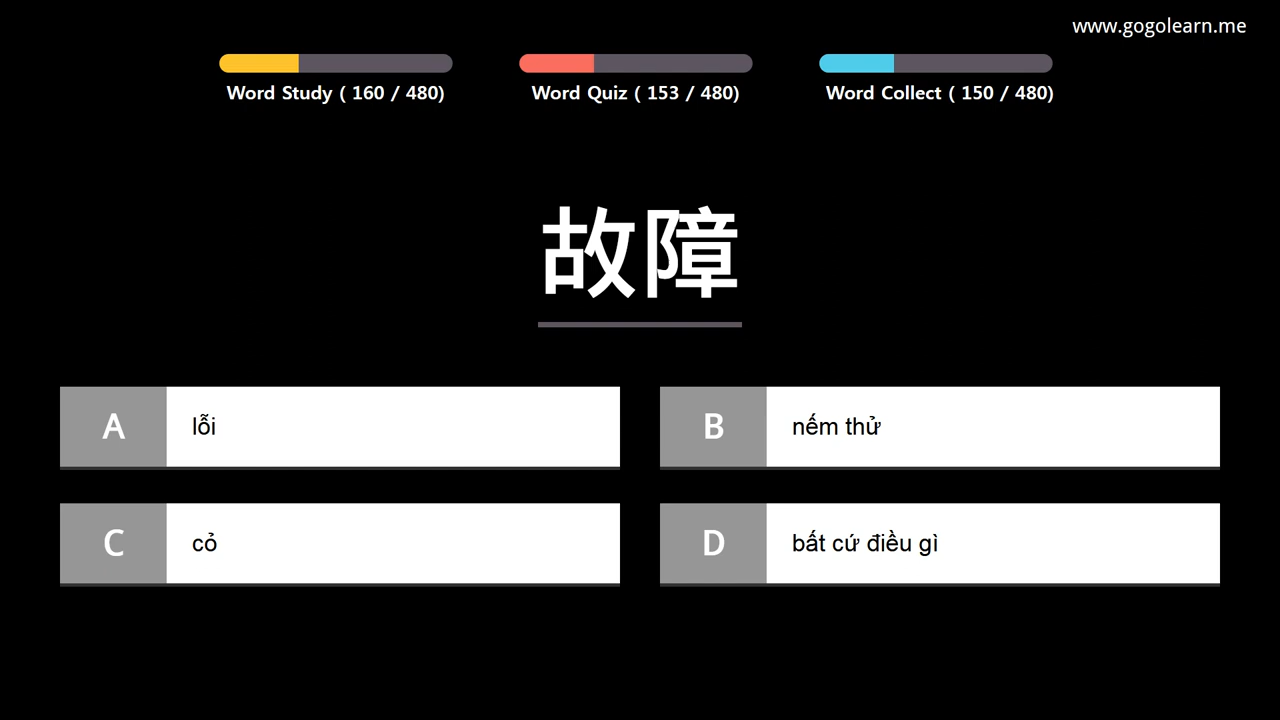 www.gogolearn.me
Word Study ( 160 / 480)
Word Quiz ( 153 / 480)
Word Collect ( 150 / 480)
故障
A lỗi
B nếm thử
C cỏ
D bất cứ điều gì